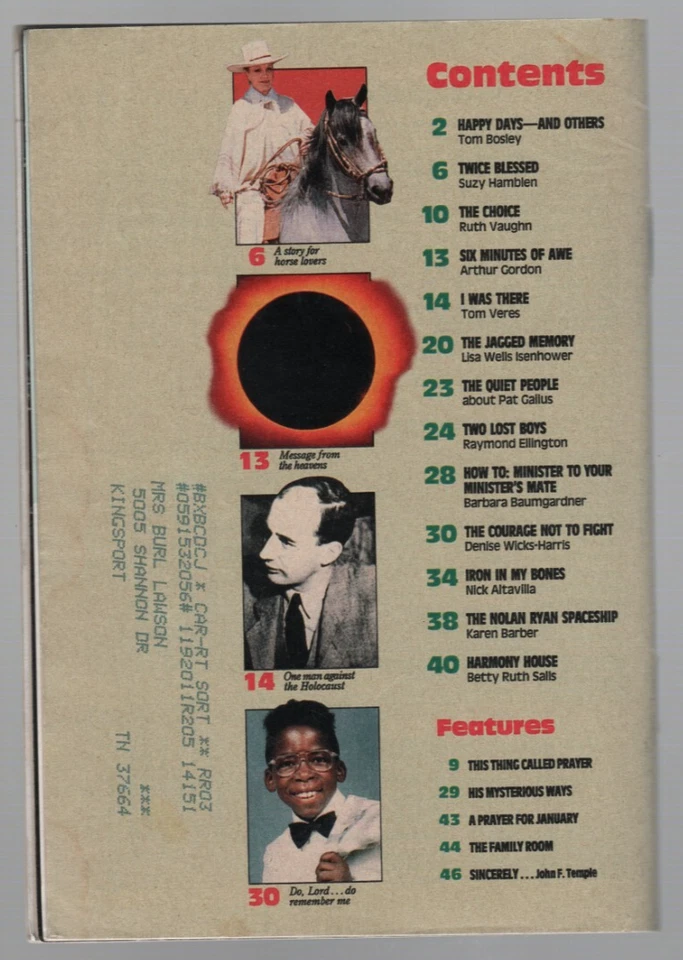 Contents
2 HAPPY DAYS—AND OTHERS
Tom Bosley
6 TWICE BLESSED
Suzy Hamblen
10 THE CHOICE
Ruth Vaughn
13 SIX MINUTES OF AWE
Arthur Gordon
14 I WAS THERE
Tom Veres
20 THE JAGGED MEMORY
Lisa Wells Isenhower
23 THE QUIET PEOPLE
about Pat Gallus
24 TWO LOST BOYS
Raymond Ellington
28 HOW TO: MINISTER TO YOUR
MINISTER'S MATE
Barbara Baumgardner
30 THE COURAGE NOT TO FIGHT
Denise Wicks-Harris
34 IRON IN MY BONES
Nick Altavilla
38 THE NOLAN RYAN SPACESHIP
Karen Barber
40 HARMONY HOUSE
Betty Ruth Sails
Features
9 THIS THING CALLED PRAYER
29 HIS MYSTERIOUS WAYS
43 A PRAYER FOR JANUARY
44 THE FAMILY ROOM
46 SINCERELY . . . John F. Temple
6 A story for
horse lovers
13 Message from
the heavens
14 One man against
the Holocaust
30 Do, Lord . . . do
remember me
#BXBCDCJ * CAR-RT SORT ** RR03
#0591532056# 1192011R205 14151
MRS BURL LAWSON ***
5005 SHANNON DR
KINGSPORT TN 37664